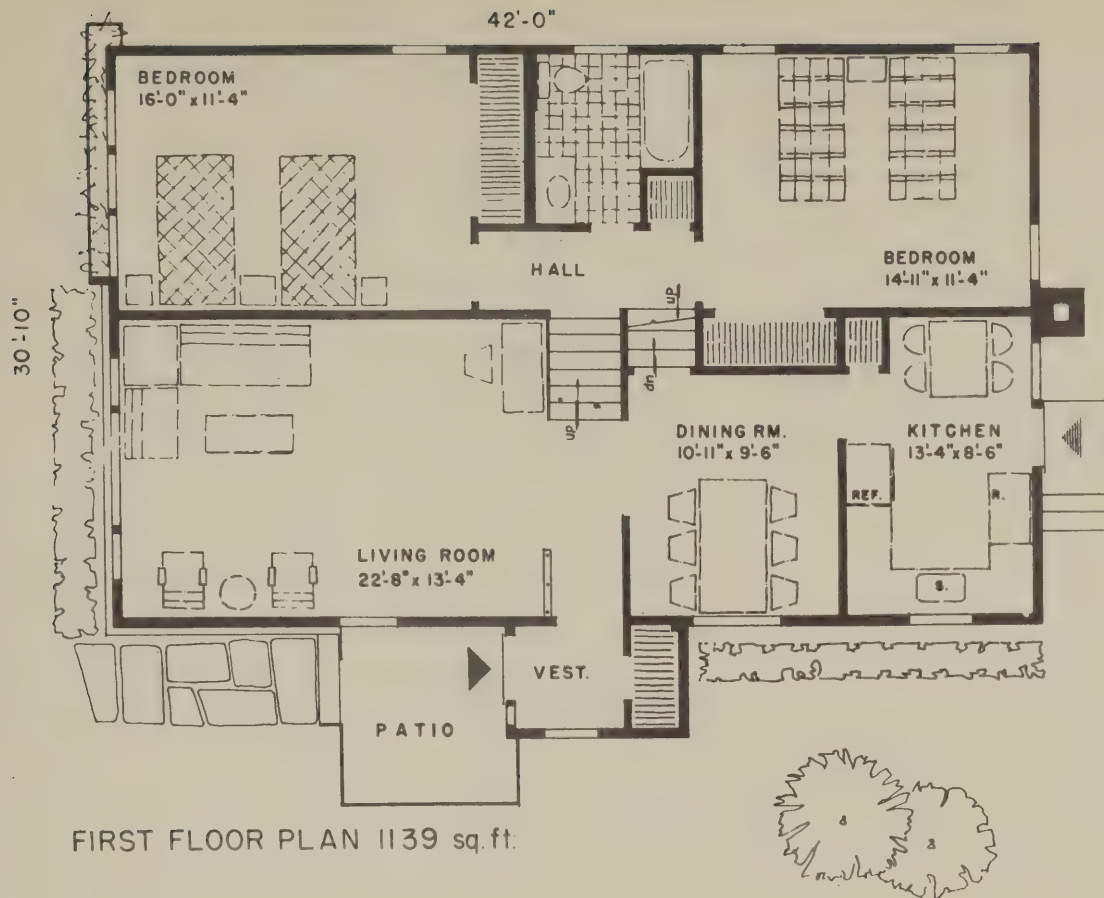 42'-0"
BEDROOM
16'-0" x 11'-4"
HALL
BEDROOM
14'-11" x 11'-4"
30'-10"
up
dn
up
DINING RM.
10'-11" x 9'-6"
KITCHEN
13'-4" x 8'-6"
REF.
R.
LIVING ROOM
22'-8" x 13'-4"
S.
VEST.
PATIO
FIRST FLOOR PLAN 1139 sq.ft.